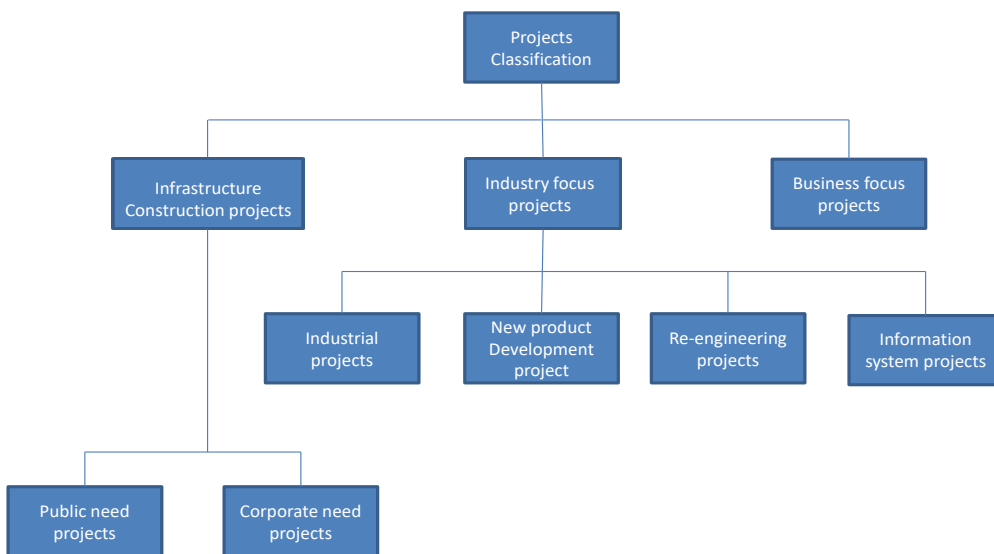 Projects
Classification
Infrastructure
Construction projects
Industry focus
projects
Business focus
projects
Industrial
projects
New product
Development
project
Re-engineering
projects
Information
system projects
Public need
projects
Corporate need
projects